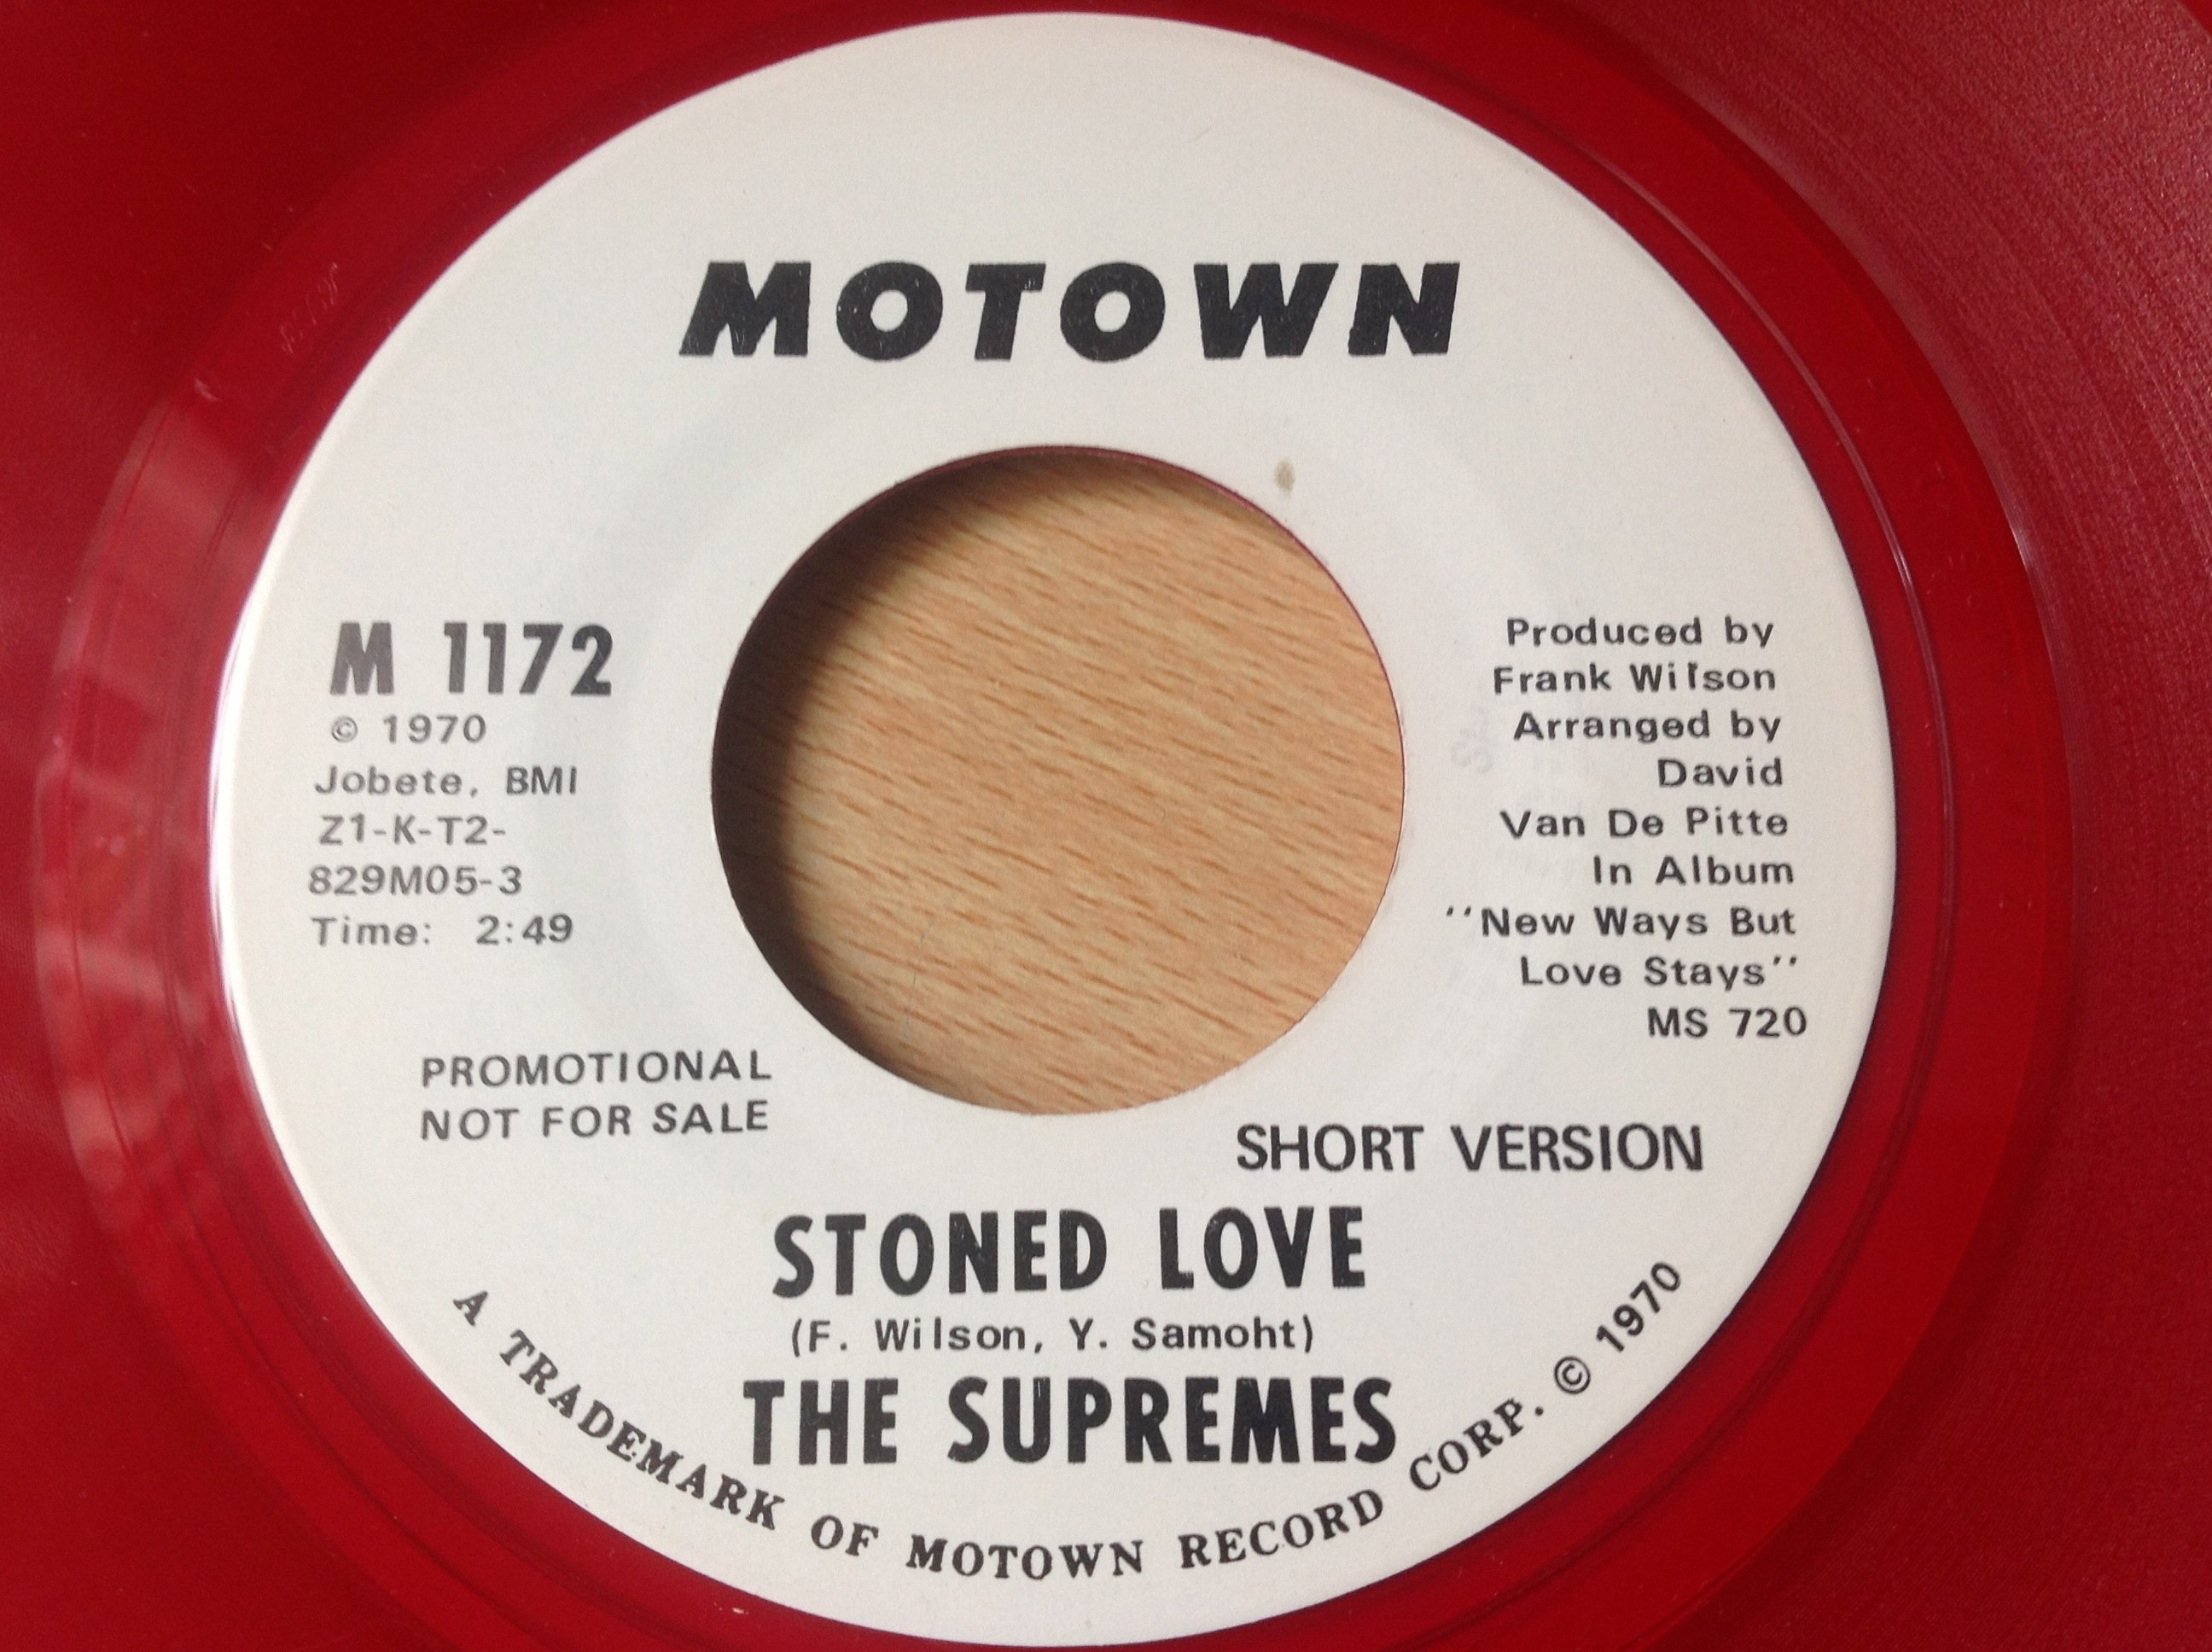 MOTOWN
M 1172
© 1970
Jobete, BMI
Z1-K-T2-
829M05-3
Time: 2:49
Produced by
Frank Wilson
Arranged by
David
Van De Pitte
In Album
''New Ways But
Love Stays''
MS 720
PROMOTIONAL
NOT FOR SALE
SHORT VERSION
STONED LOVE
(F. Wilson, Y. Samoht)
THE SUPREMES
A TRADEMARK OF MOTOWN RECORD CORP. © 1970